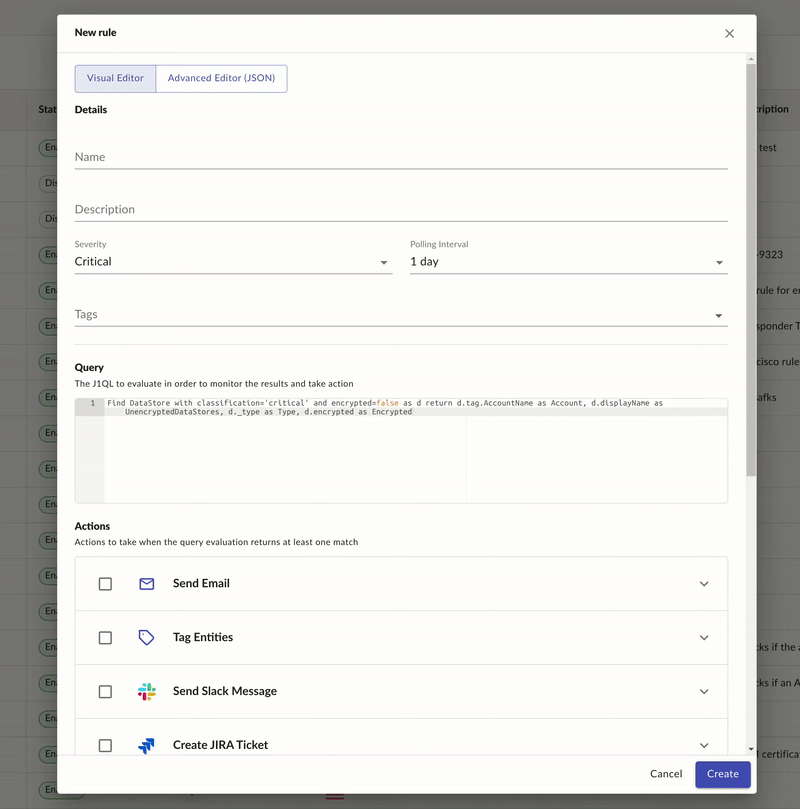 New rule
Visual Editor
Advanced Editor (JSON)
Details
Name
Description
Severity
Critical
Polling Interval
1 day
Tags
Query
The J1QL to evaluate in order to monitor the results and take action
1 Find DataStore with classification='critical' and encrypted=false as d return d.tag.AccountName as Account, d.displayName as
UnencryptedDataStores, d._type as Type, d.encrypted as Encrypted
Actions
Actions to take when the query evaluation returns at least one match
Send Email
Tag Entities
Send Slack Message
Create JIRA Ticket
Cancel
Create
test
-9323